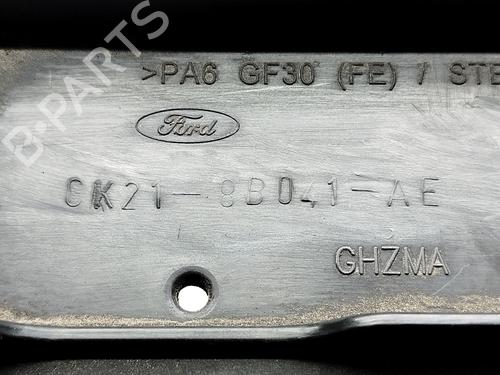 >PA6 GF30 (FE) / STE
Ford
CK21-8B041-AE
GHZMA
B-PARTS